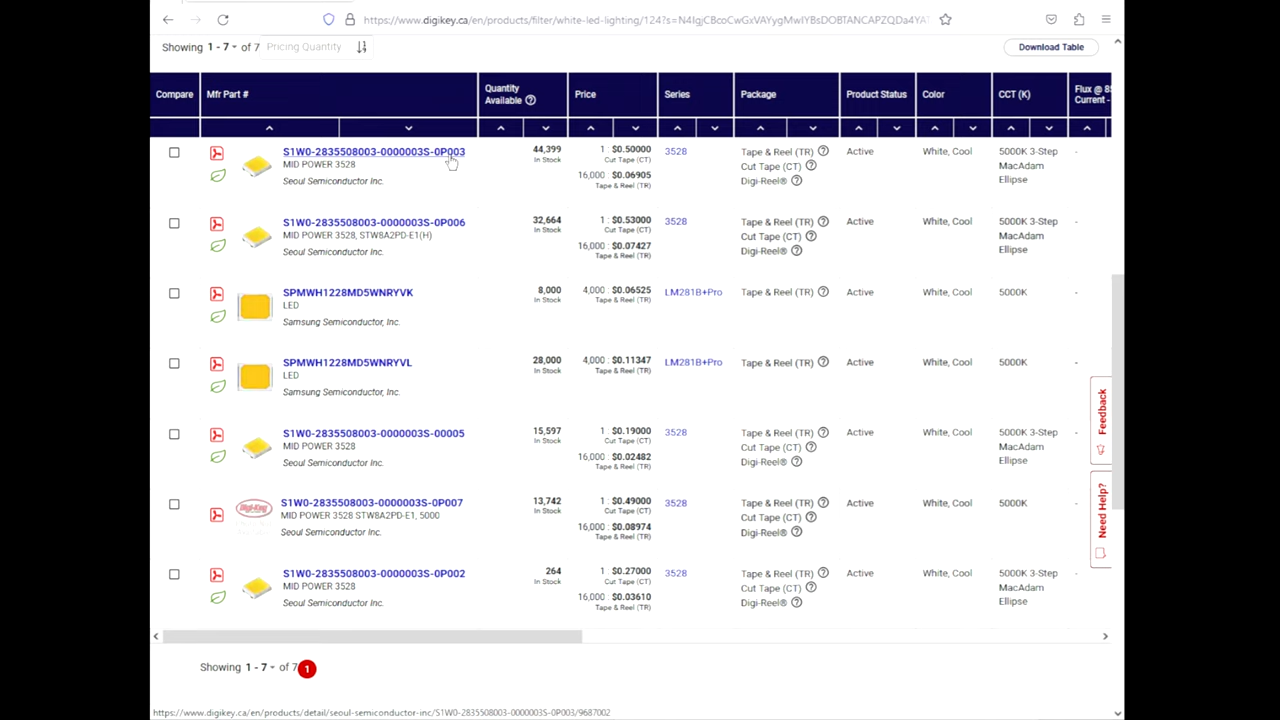 https://www.digikey.ca/en/products/filter/white-led-lighting/124?s=N4IgjCBcoCwGxVAYygMwIYBsDOBTANCAPZQDa4YAT
Showing 1 - 7 of 7 Pricing Quantity
Download Table
Compare Mfr Part # Quantity Available Price Series Package Product Status Color CCT (K) Flux @ 85 Current -
S1W0-2835508003-0000003S-0P003 44,399 1 : $0.50000 3528 Tape & Reel (TR) Active White, Cool 5000K 3-Step -
MID POWER 3528 In Stock Cut Tape (CT) Cut Tape (CT) MacAdam
Seoul Semiconductor Inc. 16,000 : $0.06905 Digi-Reel® Ellipse
Tape & Reel (TR)
S1W0-2835508003-0000003S-0P006 32,664 1 : $0.53000 3528 Tape & Reel (TR) Active White, Cool 5000K 3-Step -
MID POWER 3528, STW8A2PD-E1(H) In Stock Cut Tape (CT) Cut Tape (CT) MacAdam
Seoul Semiconductor Inc. 16,000 : $0.07427 Digi-Reel® Ellipse
Tape & Reel (TR)
SPMWH1228MD5WNRYVK 8,000 4,000 : $0.06525 LM281B+Pro Tape & Reel (TR) Active White, Cool 5000K -
LED In Stock Tape & Reel (TR)
Samsung Semiconductor, Inc.
SPMWH1228MD5WNRYVL 28,000 4,000 : $0.11347 LM281B+Pro Tape & Reel (TR) Active White, Cool 5000K -
LED In Stock Tape & Reel (TR)
Samsung Semiconductor, Inc.
S1W0-2835508003-0000003S-00005 15,597 1 : $0.19000 3528 Tape & Reel (TR) Active White, Cool 5000K 3-Step -
MID POWER 3528 In Stock Cut Tape (CT) Cut Tape (CT) MacAdam
Seoul Semiconductor Inc. 16,000 : $0.02482 Digi-Reel® Ellipse
Tape & Reel (TR)
S1W0-2835508003-0000003S-0P007 13,742 1 : $0.49000 3528 Tape & Reel (TR) Active White, Cool 5000K -
MID POWER 3528 STW8A2PD-E1, 5000 In Stock Cut Tape (CT) Cut Tape (CT)
Seoul Semiconductor Inc. 16,000 : $0.08974 Digi-Reel®
Tape & Reel (TR)
S1W0-2835508003-0000003S-0P002 264 1 : $0.27000 3528 Tape & Reel (TR) Active White, Cool 5000K 3-Step -
MID POWER 3528 In Stock Cut Tape (CT) Cut Tape (CT) MacAdam
Seoul Semiconductor Inc. 16,000 : $0.03610 Digi-Reel® Ellipse
Tape & Reel (TR)
Digi-Key
Feedback
Need Help?
Showing 1 - 7 of 7 1
https://www.digikey.ca/en/products/detail/seoul-semiconductor-inc/S1W0-2835508003-0000003S-0P003/9687002